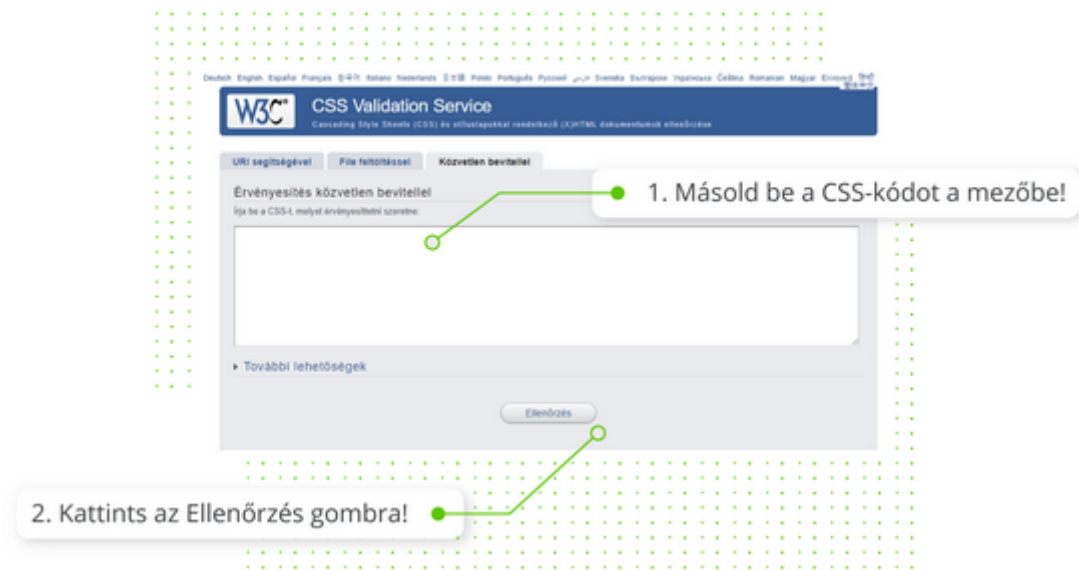 Deutsch English Español Français 한국어 Italiano Nederlands 日本語 Polski Português Русский فارسی Svenska Български Українська Čeština Romanian Magyar Ελληνικά हिन्दी
简体中文
W3C®
CSS Validation Service
Cascading Style Sheets (CSS) és stíluslapokkal rendelkező (X)HTML dokumentumok ellenőrzése
URI segítségével
File feltöltéssel
Közvetlen bevitellel
Érvényesítés közvetlen bevitellel
1. Másold be a CSS-kódot a mezőbe!
Írja be a CSS-t, melyet érvényesíttetni szeretne:
További lehetőségek
Ellenőrzés
2. Kattints az Ellenőrzés gombra!